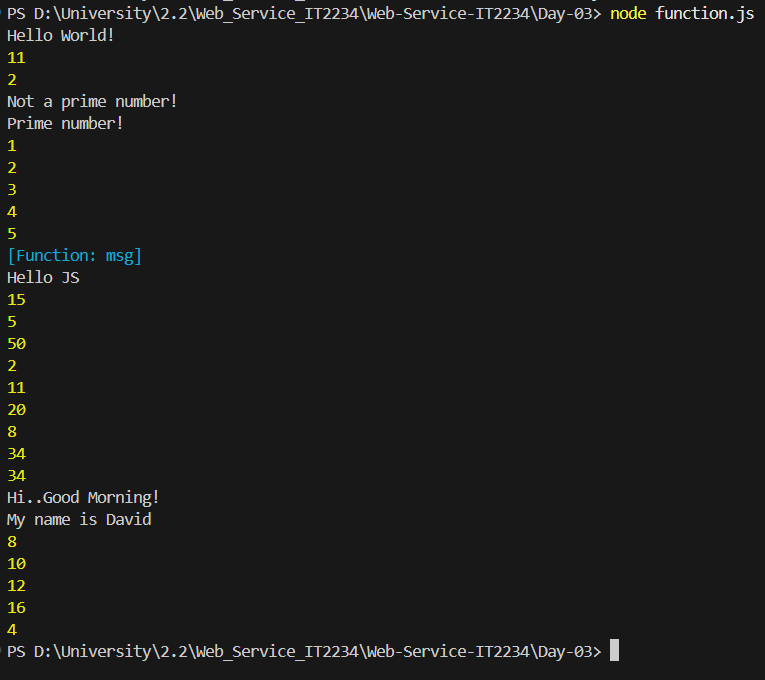 PS D:\University\2.2\Web_Service_IT2234\Web-Service-IT2234\Day-03> node function.js
Hello World!
11
2
Not a prime number!
Prime number!
1
2
3
4
5
[Function: msg]
Hello JS
15
5
50
2
11
20
8
34
34
Hi..Good Morning!
My name is David
8
10
12
16
4
PS D:\University\2.2\Web_Service_IT2234\Web-Service-IT2234\Day-03>